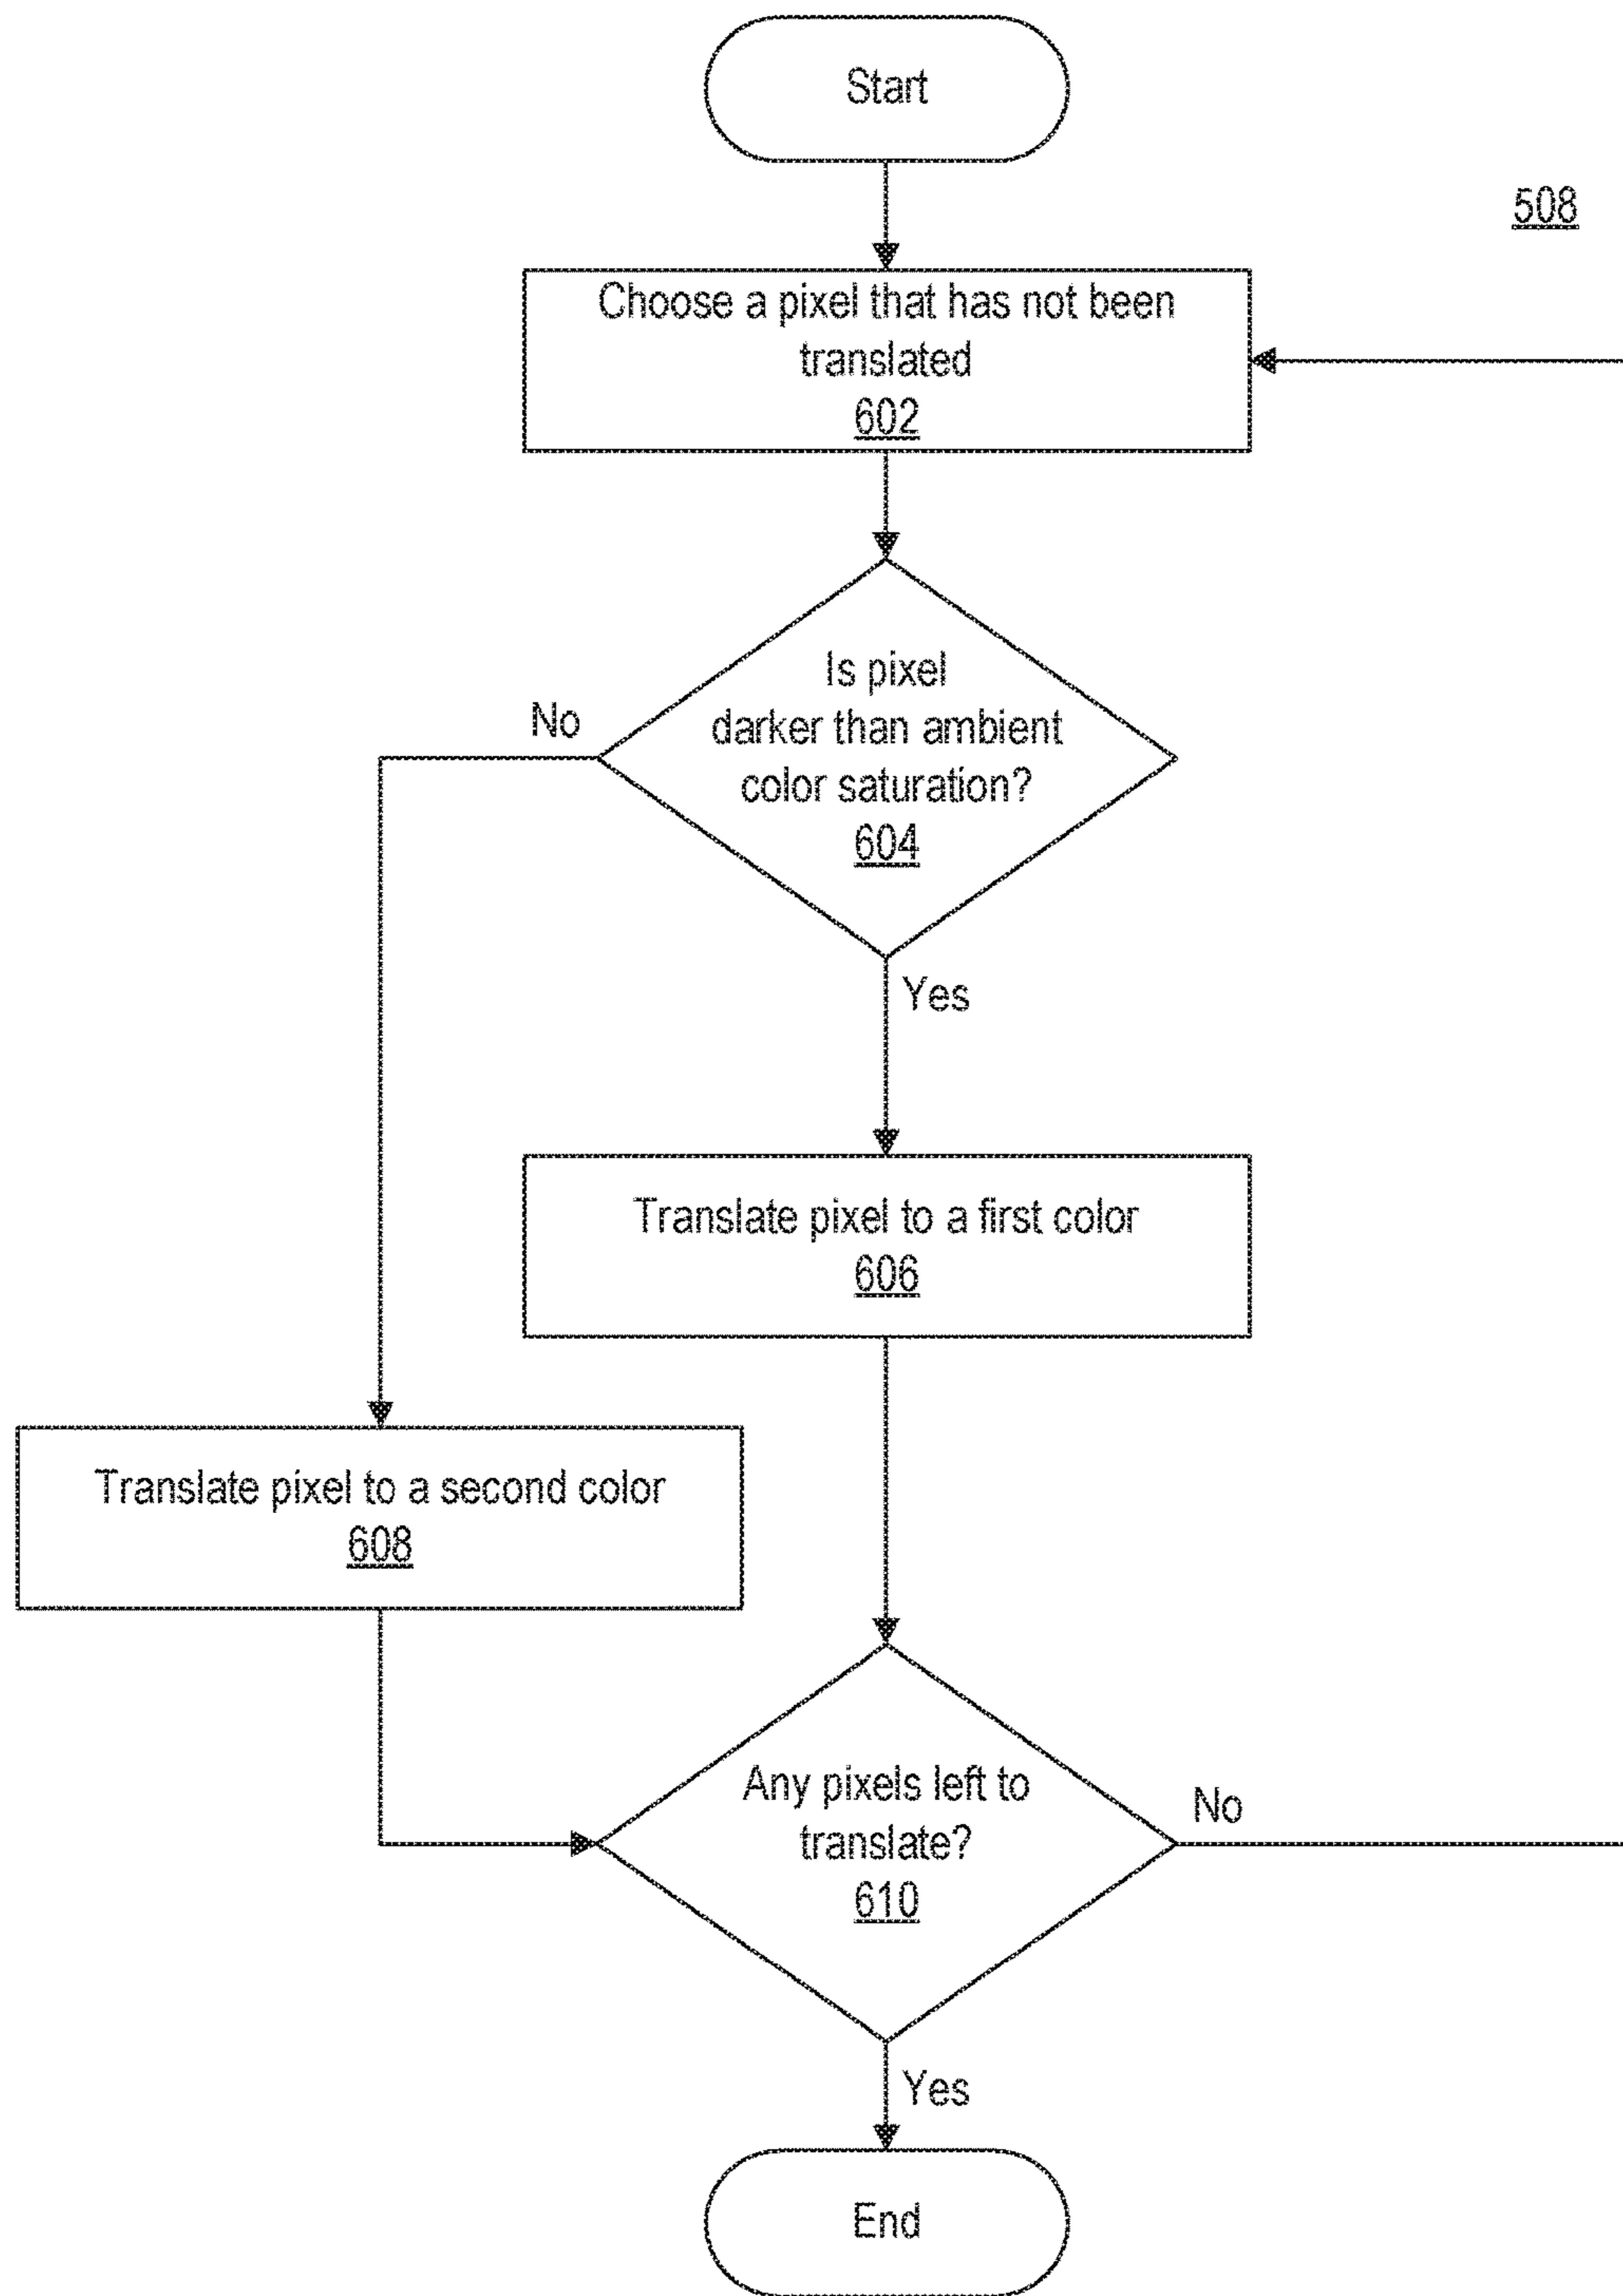 Start
508
Choose a pixel that has not been
translated
602
Is pixel
darker than ambient
color saturation?
604
No
Yes
Translate pixel to a first color
606
Translate pixel to a second color
608
Any pixels left to
translate?
610
No
Yes
End